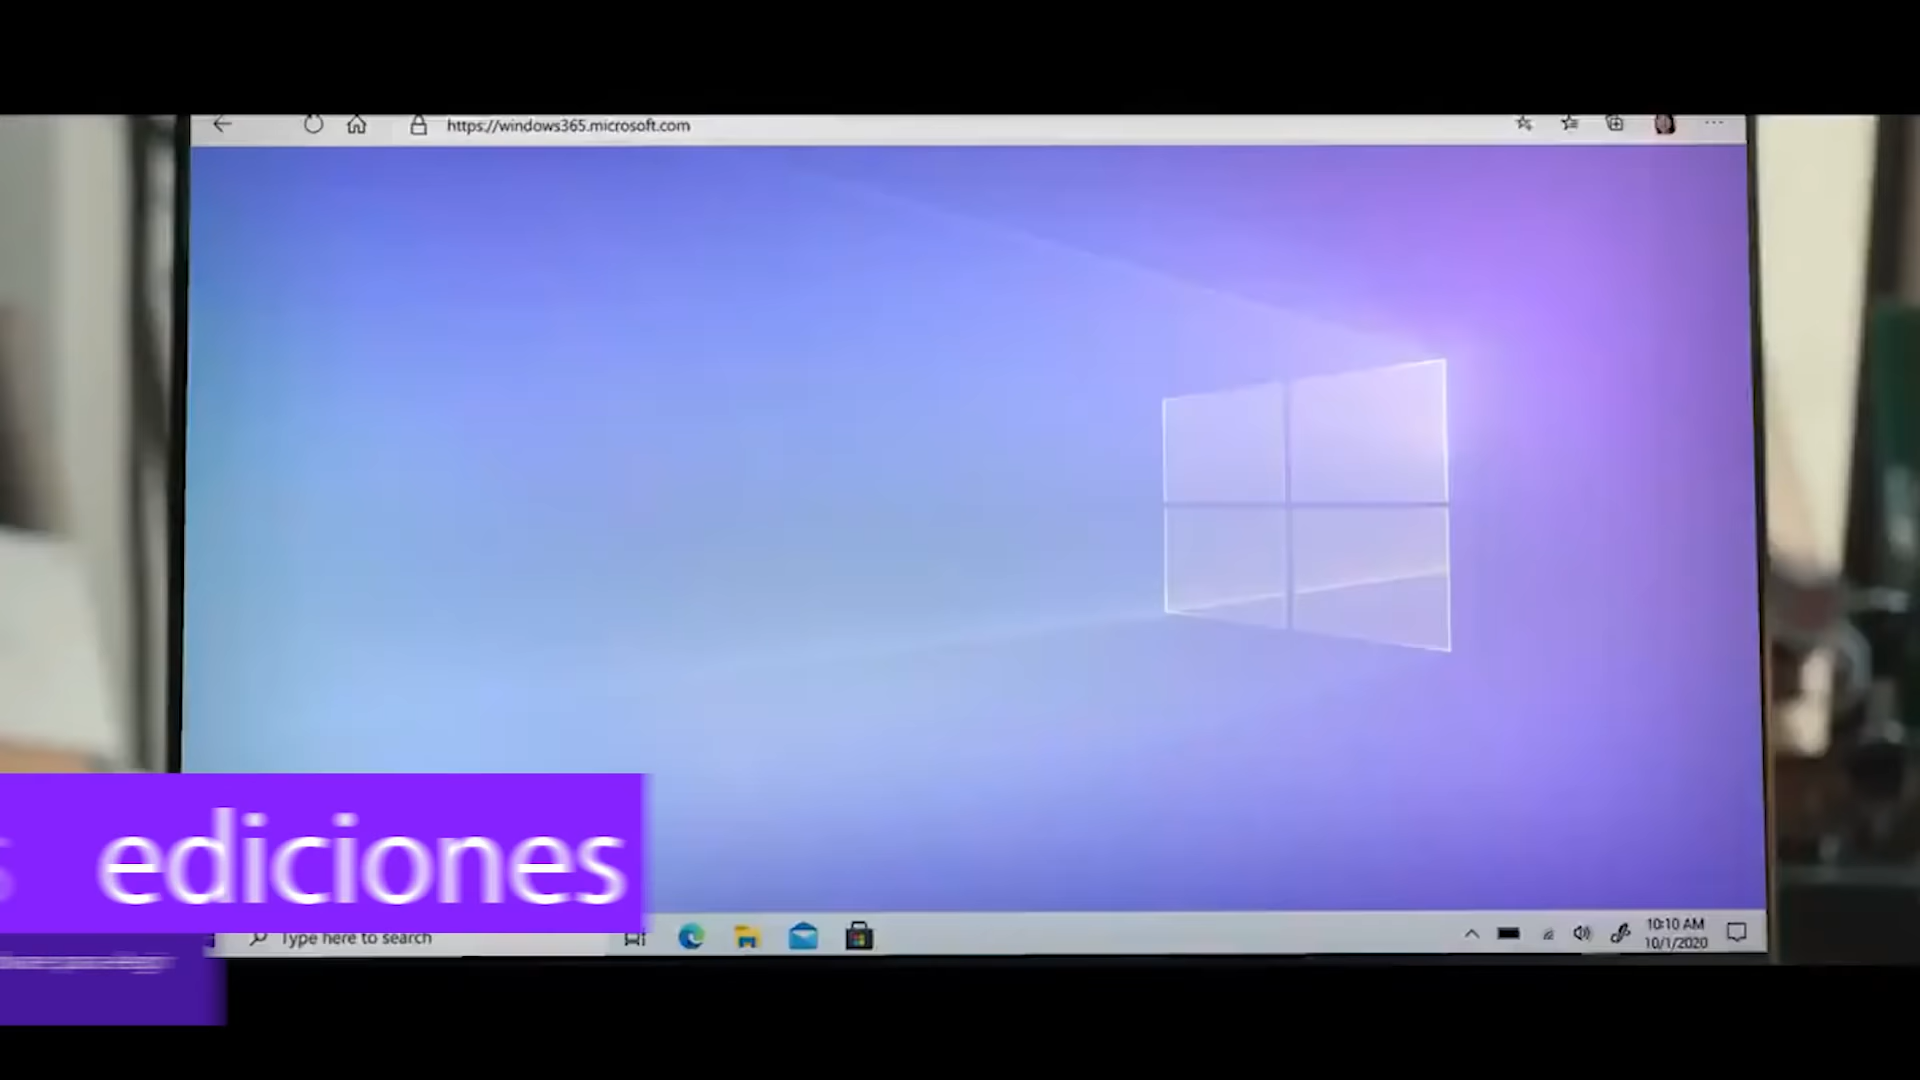 https://windows365.microsoft.com
ediciones
Type here to search
10:10 AM
10/1/2020